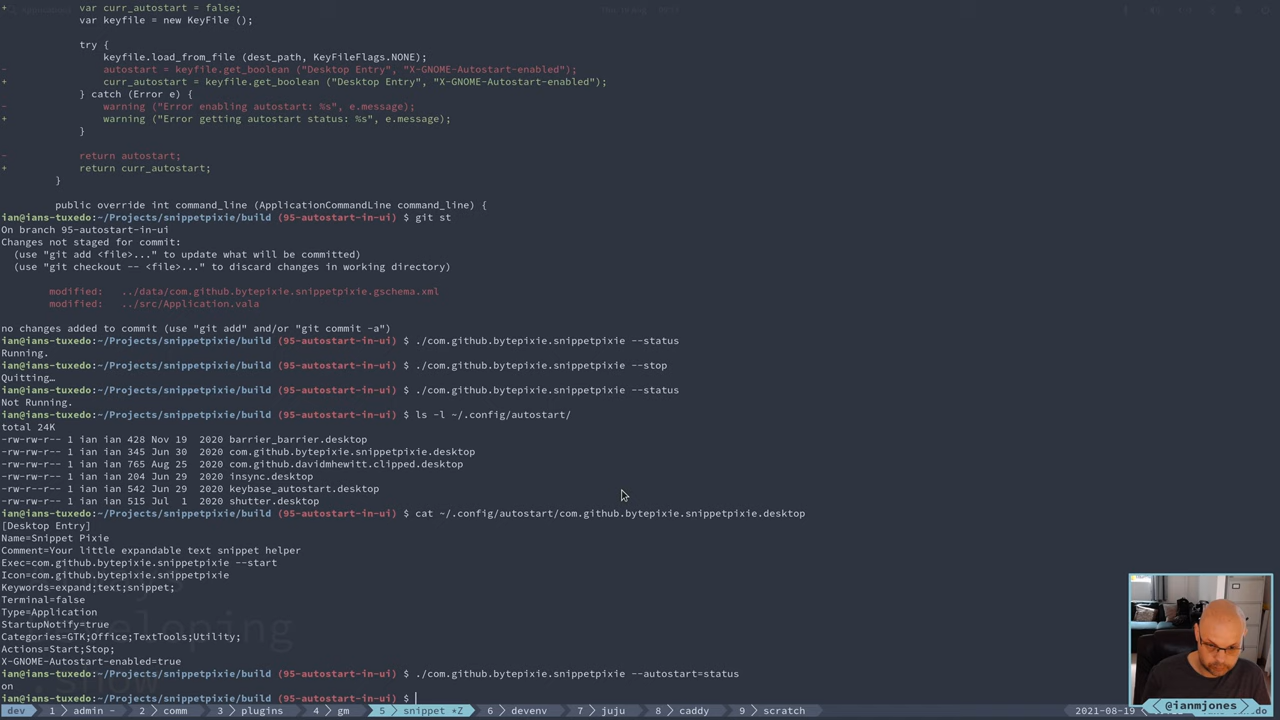 +            var curr_autostart = false;
             var keyfile = new KeyFile ();
             try {
                 keyfile.load_from_file (dest_path, KeyFileFlags.NONE);
-                autostart = keyfile.get_boolean ("Desktop Entry", "X-GNOME-Autostart-enabled");
+                curr_autostart = keyfile.get_boolean ("Desktop Entry", "X-GNOME-Autostart-enabled");
             } catch (Error e) {
-                warning ("Error enabling autostart: %s", e.message);
+                warning ("Error getting autostart status: %s", e.message);
             }
-            return autostart;
+            return curr_autostart;
         }
         public override int command_line (ApplicationCommandLine command_line) {
ian@ians-tuxedo:~/Projects/snippetpixie/build (95-autostart-in-ui) $ git st
On branch 95-autostart-in-ui
Changes not staged for commit:
  (use "git add <file>..." to update what will be committed)
  (use "git checkout -- <file>..." to discard changes in working directory)
        modified:   ../data/com.github.bytepixie.snippetpixie.gschema.xml
        modified:   ../src/Application.vala
no changes added to commit (use "git add" and/or "git commit -a")
ian@ians-tuxedo:~/Projects/snippetpixie/build (95-autostart-in-ui) $ ./com.github.bytepixie.snippetpixie --status
Running.
ian@ians-tuxedo:~/Projects/snippetpixie/build (95-autostart-in-ui) $ ./com.github.bytepixie.snippetpixie --stop
Quitting…
ian@ians-tuxedo:~/Projects/snippetpixie/build (95-autostart-in-ui) $ ./com.github.bytepixie.snippetpixie --status
Not Running.
ian@ians-tuxedo:~/Projects/snippetpixie/build (95-autostart-in-ui) $ ls -l ~/.config/autostart/
total 24K
-rw-rw-r-- 1 ian ian 428 Nov 19  2020 barrier_barrier.desktop
-rw-rw-r-- 1 ian ian 345 Jun 30  2020 com.github.bytepixie.snippetpixie.desktop
-rw-rw-r-- 1 ian ian 765 Aug 25  2020 com.github.davidmhewitt.clipped.desktop
-rw-rw-r-- 1 ian ian 204 Jun 29  2020 insync.desktop
-rw-r--r-- 1 ian ian 542 Jun 29  2020 keybase_autostart.desktop
-rw-rw-r-- 1 ian ian 515 Jul  1  2020 shutter.desktop
ian@ians-tuxedo:~/Projects/snippetpixie/build (95-autostart-in-ui) $ cat ~/.config/autostart/com.github.bytepixie.snippetpixie.desktop
[Desktop Entry]
Name=Snippet Pixie
Comment=Your little expandable text snippet helper
Exec=com.github.bytepixie.snippetpixie --start
Icon=com.github.bytepixie.snippetpixie
Keywords=expand;text;snippet;
Terminal=false
Type=Application
StartupNotify=true
Categories=GTK;Office;TextTools;Utility;
Actions=Start;Stop;
X-GNOME-Autostart-enabled=true
ian@ians-tuxedo:~/Projects/snippetpixie/build (95-autostart-in-ui) $ ./com.github.bytepixie.snippetpixie --autostart=status
on
ian@ians-tuxedo:~/Projects/snippetpixie/build (95-autostart-in-ui) $
dev  1 admin -  2 comm  3 plugins  4 gm  5 snippet *Z  6 devenv  7 juju  8 caddy  9 scratch  2021-08-19
@ianmjones